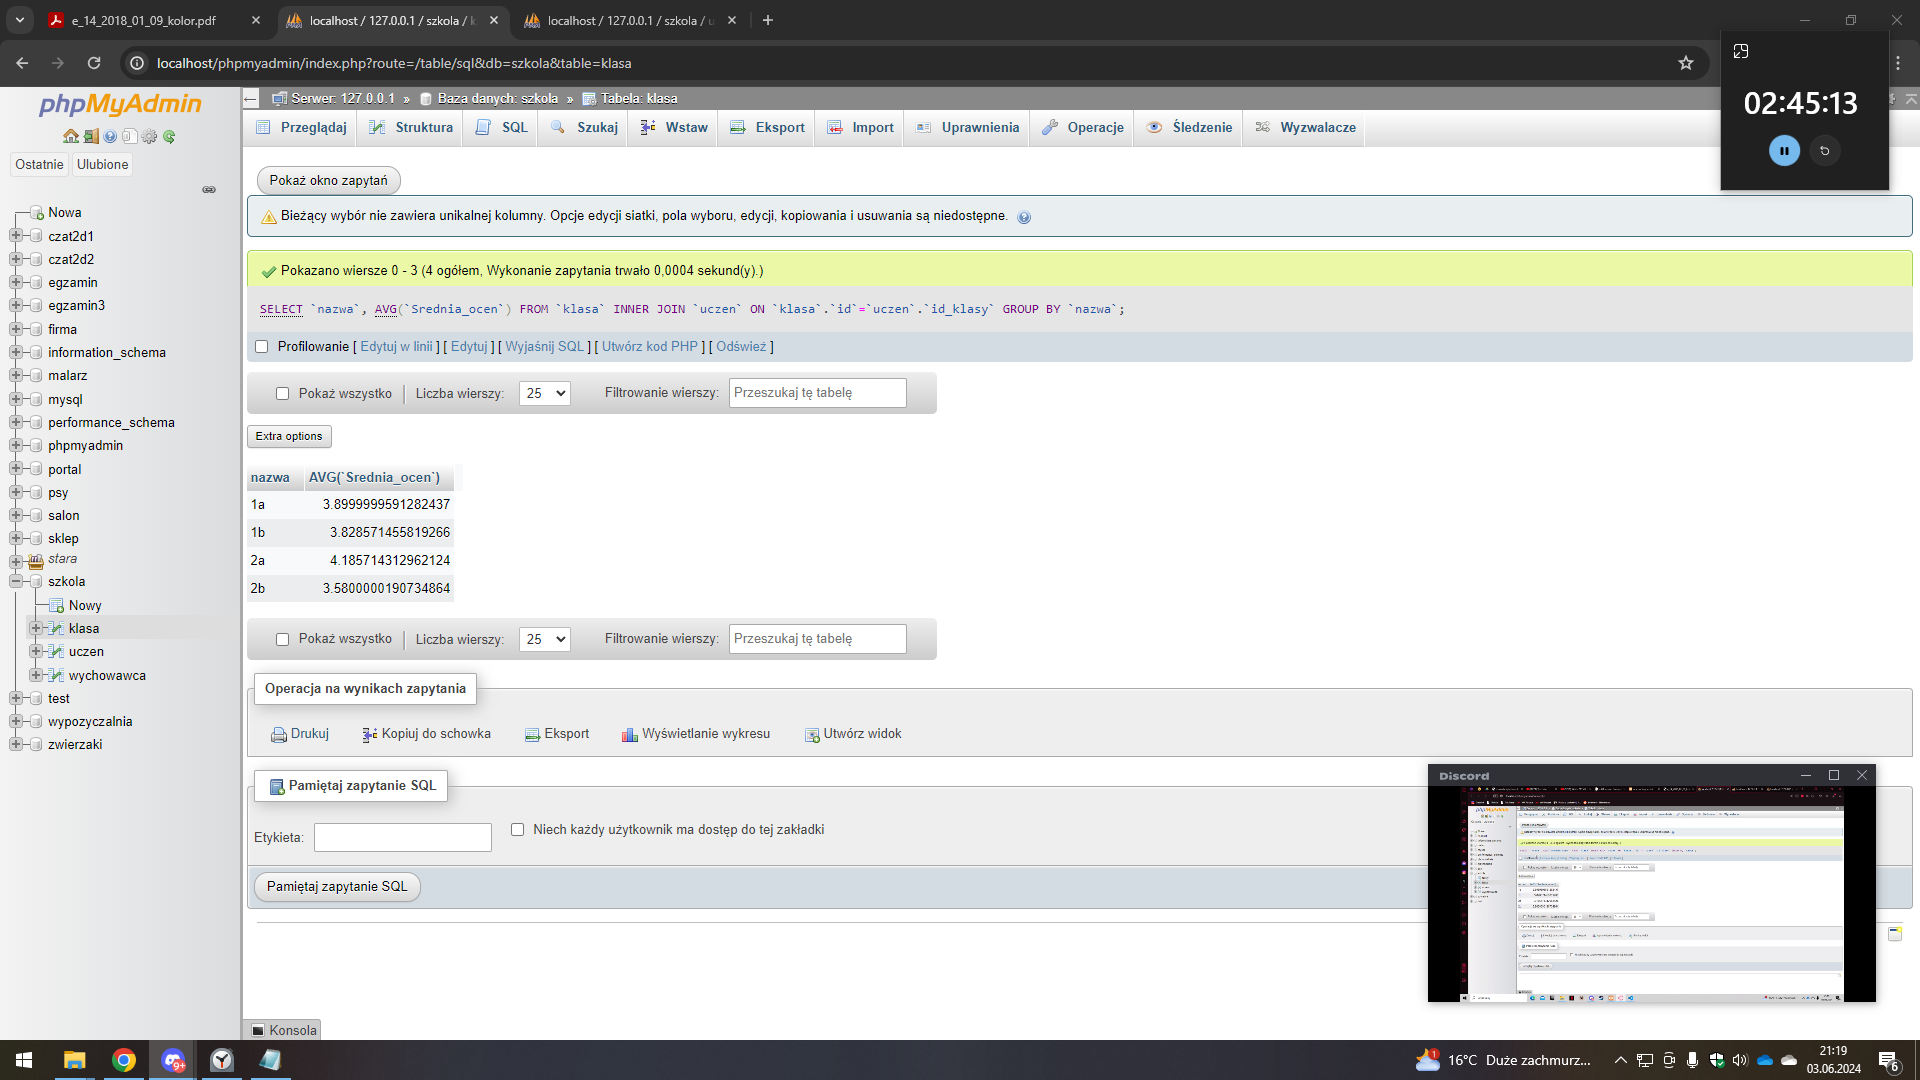 e_14_2018_01_09_kolor.pdf
localhost / 127.0.0.1 / szkola / k
localhost / 127.0.0.1 / szkola / u
localhost/phpmyadmin/index.php?route=/table/sql&db=szkola&table=klasa
02:45:13
phpMyAdmin
Ostatnie
Ulubione
Nowa
czat2d1
czat2d2
egzamin
egzamin3
firma
information_schema
malarz
mysql
performance_schema
phpmyadmin
portal
psy
salon
sklep
stara
szkola
Nowy
klasa
uczen
wychowawca
test
wypozyczalnia
zwierzaki
Serwer: 127.0.0.1 » Baza danych: szkola » Tabela: klasa
Przeglądaj
Struktura
SQL
Szukaj
Wstaw
Eksport
Import
Uprawnienia
Operacje
Śledzenie
Wyzwalacze
Pokaż okno zapytań
Bieżący wybór nie zawiera unikalnej kolumny. Opcje edycji siatki, pola wyboru, edycji, kopiowania i usuwania są niedostępne.
Pokazano wiersze 0 - 3 (4 ogółem, Wykonanie zapytania trwało 0,0004 sekund(y).)
SELECT `nazwa`, AVG(`Srednia_ocen`) FROM `klasa` INNER JOIN `uczen` ON `klasa`.`id`=`uczen`.`id_klasy` GROUP BY `nazwa`;
Profilowanie [ Edytuj w linii ] [ Edytuj ] [ Wyjaśnij SQL ] [ Utwórz kod PHP ] [ Odśwież ]
Pokaż wszystko
Liczba wierszy: 25
Filtrowanie wierszy: Przeszukaj tę tabelę
Extra options
nazwa AVG(`Srednia_ocen`)
1a 3.8999999591282437
1b 3.828571455819266
2a 4.185714312962124
2b 3.5800000190734864
Pokaż wszystko
Liczba wierszy: 25
Filtrowanie wierszy: Przeszukaj tę tabelę
Operacja na wynikach zapytania
Drukuj
Kopiuj do schowka
Eksport
Wyświetlanie wykresu
Utwórz widok
Pamiętaj zapytanie SQL
Etykieta:
Niech każdy użytkownik ma dostęp do tej zakładki
Pamiętaj zapytanie SQL
Konsola
Discord
9+
1
16°C Duże zachmurz...
21:19
03.06.2024
6